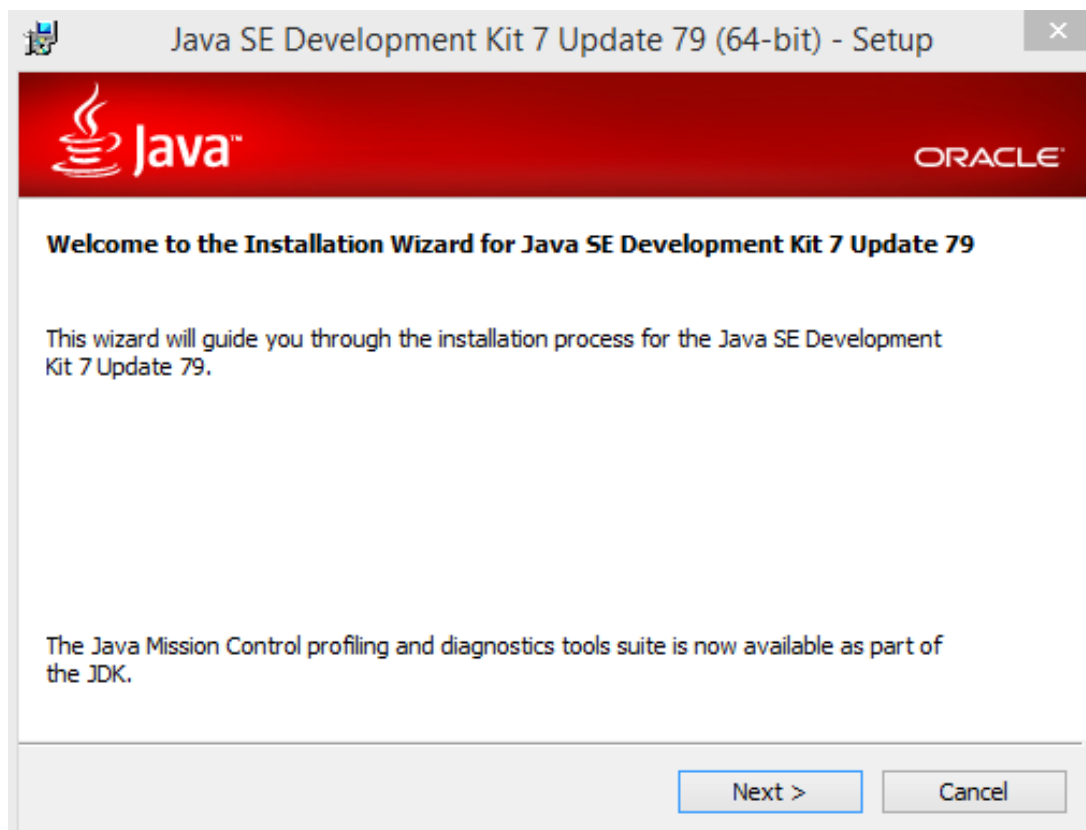 Java SE Development Kit 7 Update 79 (64-bit) - Setup
Java™
ORACLE
Welcome to the Installation Wizard for Java SE Development Kit 7 Update 79
This wizard will guide you through the installation process for the Java SE Development
Kit 7 Update 79.
The Java Mission Control profiling and diagnostics tools suite is now available as part of
the JDK.
Next >
Cancel